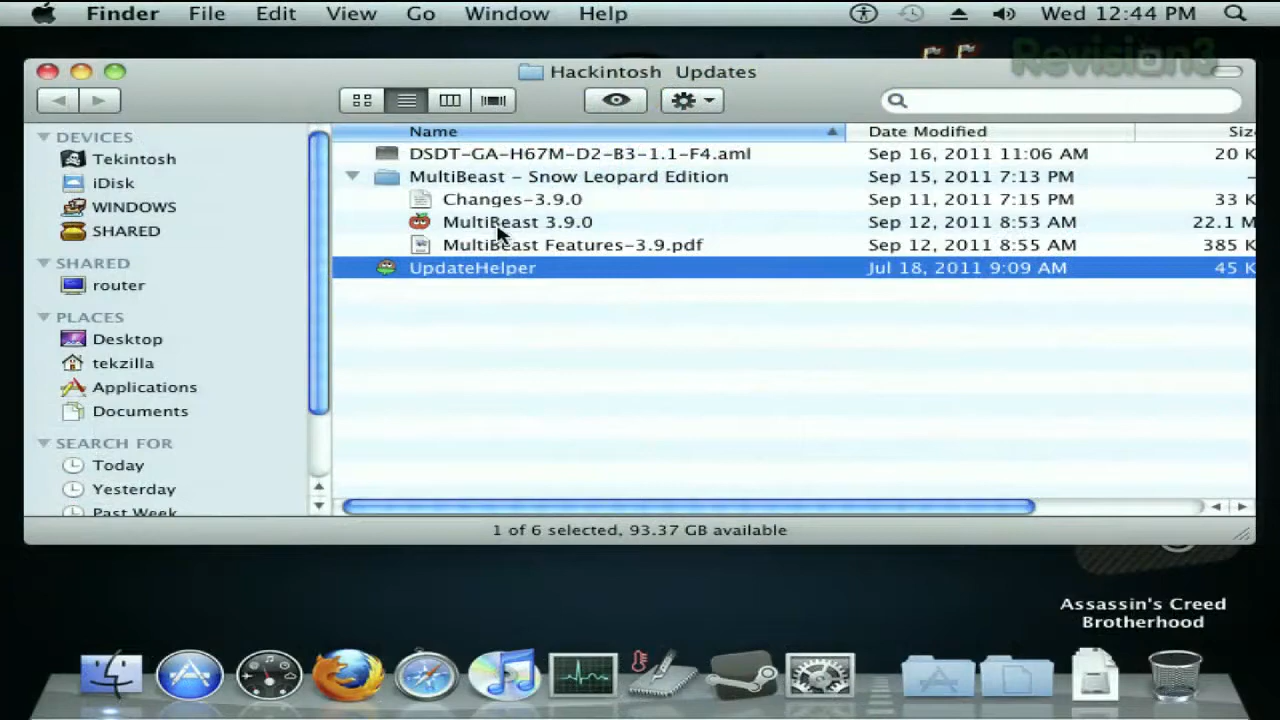 Finder File Edit View Go Window Help Wed 12:44 PM
Revision3
Hackintosh Updates
Name Date Modified Siz
DEVICES
Tekintosh
iDisk
WINDOWS
SHARED
SHARED
router
PLACES
Desktop
tekzilla
Applications
Documents
SEARCH FOR
Today
Yesterday
Past Week
DSDT-GA-H67M-D2-B3-1.1-F4.aml Sep 16, 2011 11:06 AM 20 K
MultiBeast – Snow Leopard Edition Sep 15, 2011 7:13 PM –
Changes-3.9.0 Sep 11, 2011 7:15 PM 33 K
MultiBeast 3.9.0 Sep 12, 2011 8:53 AM 22.1 M
MultiBeast Features-3.9.pdf Sep 12, 2011 8:55 AM 385 K
UpdateHelper Jul 18, 2011 9:09 AM 45 K
1 of 6 selected, 93.37 GB available
Assassin's Creed
Brotherhood